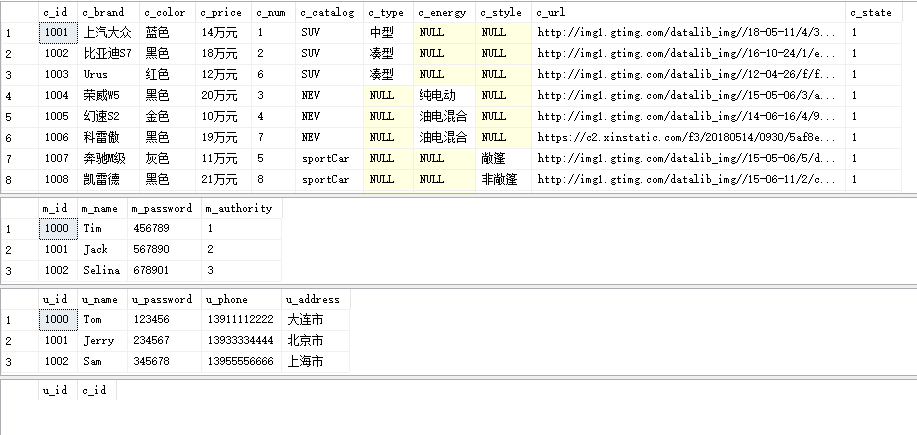 c_id c_brand c_color c_price c_num c_catalog c_type c_energy c_style c_url c_state
1 1001 上汽大众 蓝色 14万元 1 SUV 中型 NULL NULL http://img1.gtimg.com/datalib_img//18-05-11/4/3... 1
2 1002 比亚迪S7 黑色 18万元 2 SUV 凑型 NULL NULL http://img1.gtimg.com/datalib_img//16-10-24/1/e... 1
3 1003 Urus 红色 12万元 6 SUV 凑型 NULL NULL http://img1.gtimg.com/datalib_img//12-04-26/f/f... 1
4 1004 荣威W5 黑色 20万元 3 NEV NULL 纯电动 NULL http://img1.gtimg.com/datalib_img//15-05-06/3/a... 1
5 1005 幻速S2 金色 10万元 4 NEV NULL 油电混合 NULL http://img1.gtimg.com/datalib_img//14-06-16/4/9... 1
6 1006 科雷傲 黑色 19万元 7 NEV NULL 油电混合 NULL https://c2.xinstatic.com/f3/20180514/0930/5af8e... 1
7 1007 奔驰M级 灰色 11万元 5 sportCar NULL NULL 敞篷 http://img1.gtimg.com/datalib_img//15-05-06/5/d... 1
8 1008 凯雷德 黑色 21万元 8 sportCar NULL NULL 非敞篷 http://img1.gtimg.com/datalib_img//15-06-11/2/c... 1
m_id m_name m_password m_authority
1 1000 Tim 456789 1
2 1001 Jack 567890 2
3 1002 Selina 678901 3
u_id u_name u_password u_phone u_address
1 1000 Tom 123456 13911112222 大连市
2 1001 Jerry 234567 13933334444 北京市
3 1002 Sam 345678 13955556666 上海市
u_id c_id